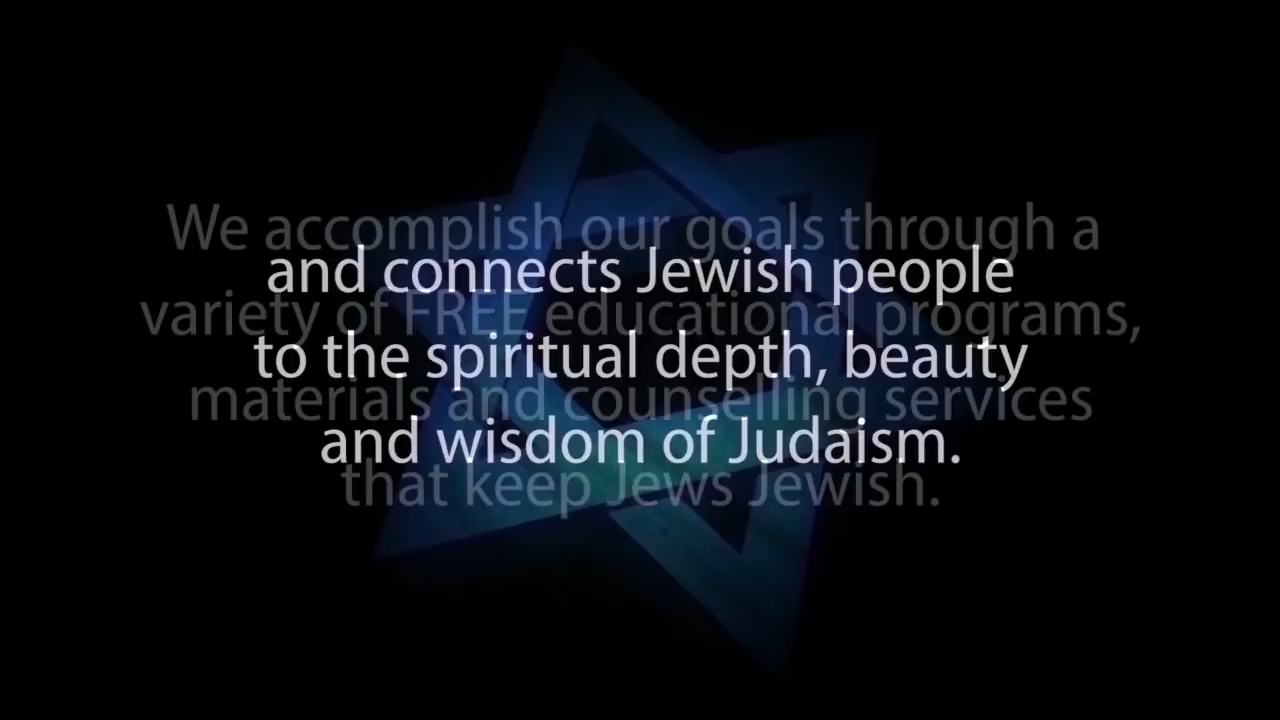 We accomplish our goals through a
and connects Jewish people
variety of FREE educational programs,
to the spiritual depth, beauty
materials and counselling services
and wisdom of Judaism.
that keep Jews Jewish.